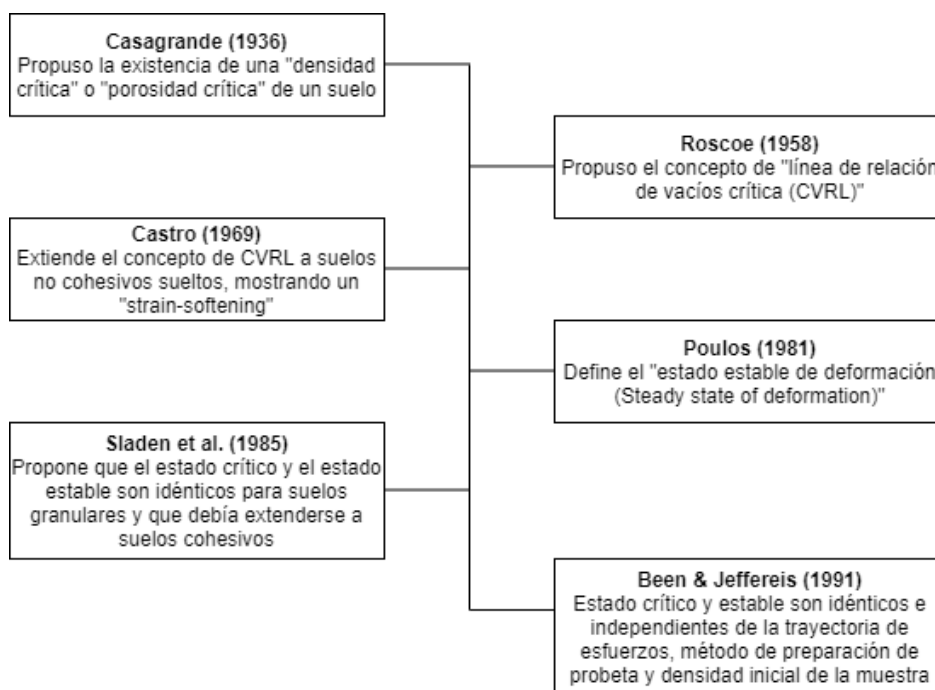 Casagrande (1936)
Propuso la existencia de una "densidad
crítica" o "porosidad crítica" de un suelo
Roscoe (1958)
Propuso el concepto de "línea de relación
de vacíos crítica (CVRL)"
Castro (1969)
Extiende el concepto de CVRL a suelos
no cohesivos sueltos, mostrando un
"strain-softening"
Poulos (1981)
Define el "estado estable de deformación
(Steady state of deformation)"
Sladen et al. (1985)
Propone que el estado crítico y el estado
estable son idénticos para suelos
granulares y que debía extenderse a
suelos cohesivos
Been & Jeffereis (1991)
Estado crítico y estable son idénticos e
independientes de la trayectoria de
esfuerzos, método de preparación de
probeta y densidad inicial de la muestra